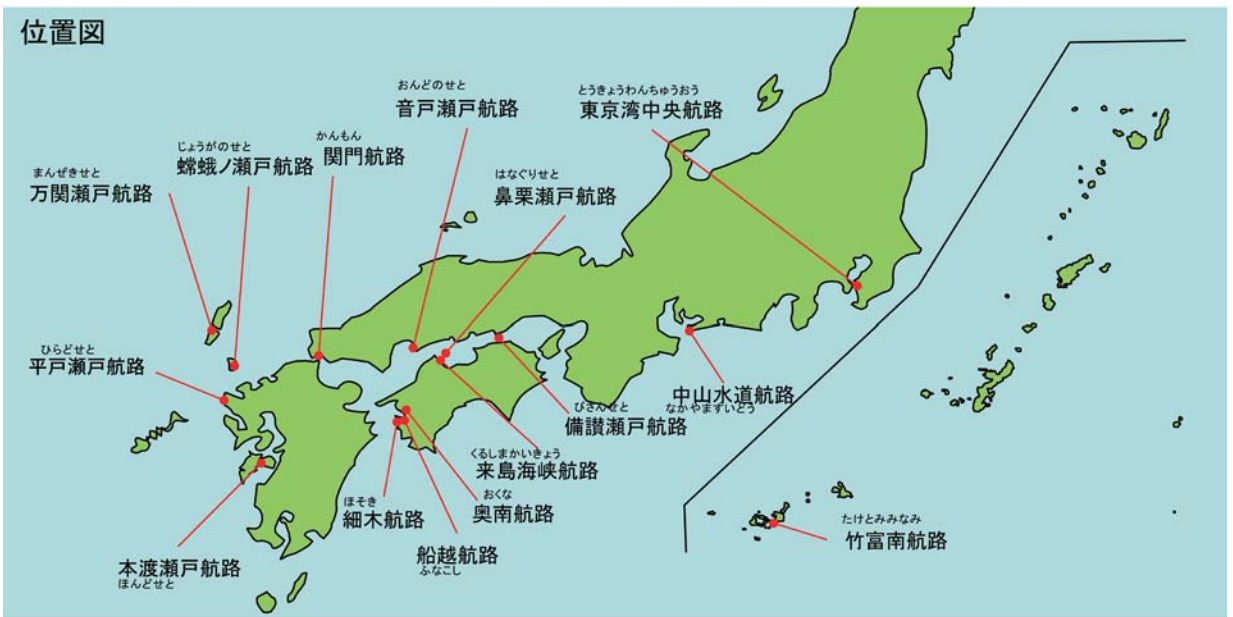 位置図
おんどのせと
音戸瀬戸航路
とうきょうわんちゅうおう
東京湾中央航路
かんもん
関門航路
じょうがのせと
蠑蛾ノ瀬戸航路
まんぜきせと
万関瀬戸航路
はなぐりせと
鼻栗瀬戸航路
ひらどせと
平戸瀬戸航路
中山水道航路
なかやまずいどう
びさんせと
備讃瀬戸航路
くるしまかいきょう
来島海峡航路
おくな
奥南航路
ほそき
細木航路
船越航路
ふなこし
本渡瀬戸航路
ほんどせと
たけとみみなみ
竹富南航路